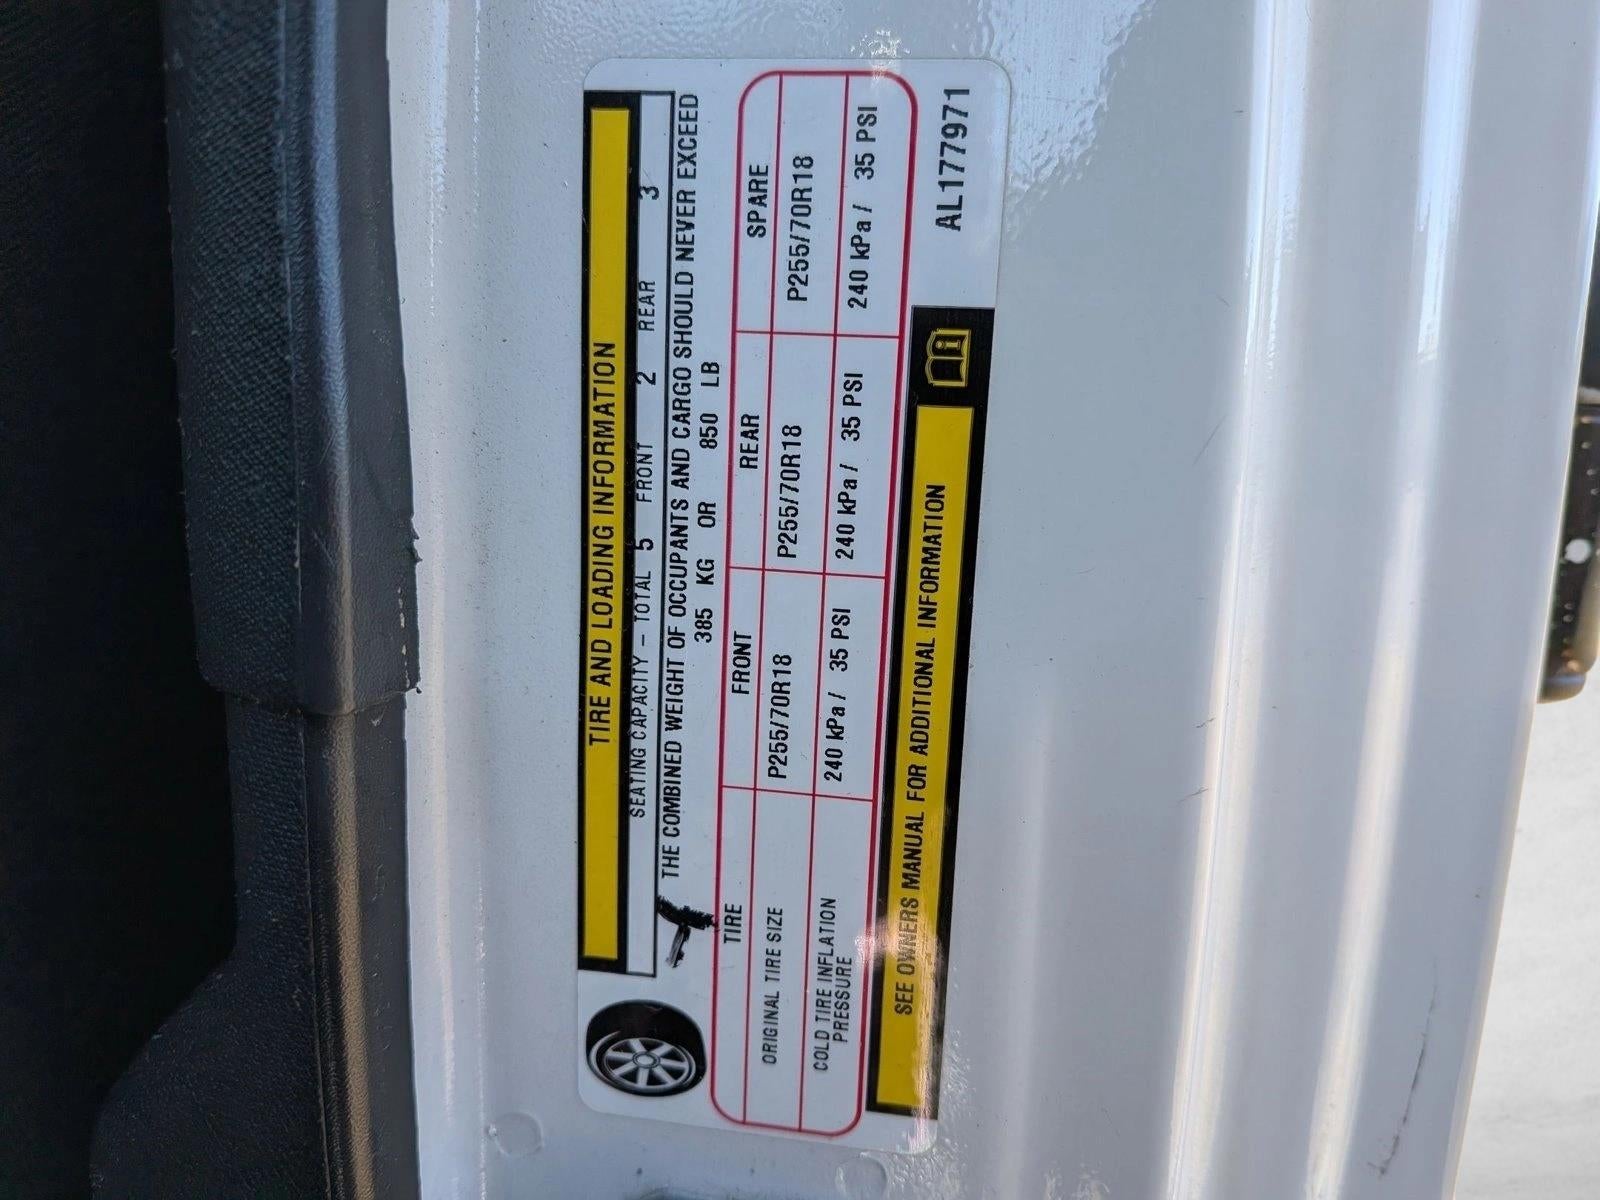 TIRE AND LOADING INFORMATION
SEATING CAPACITY - TOTAL 5 FRONT 2 REAR 3
THE COMBINED WEIGHT OF OCCUPANTS AND CARGO SHOULD NEVER EXCEED
385 KG OR 850 LB
TIRE FRONT REAR SPARE
ORIGINAL TIRE SIZE P255/70R18 P255/70R18 P255/70R18
COLD TIRE INFLATION
PRESSURE 240 kPa / 35 PSI 240 kPa / 35 PSI 240 kPa / 35 PSI
SEE OWNERS MANUAL FOR ADDITIONAL INFORMATION
AL177971